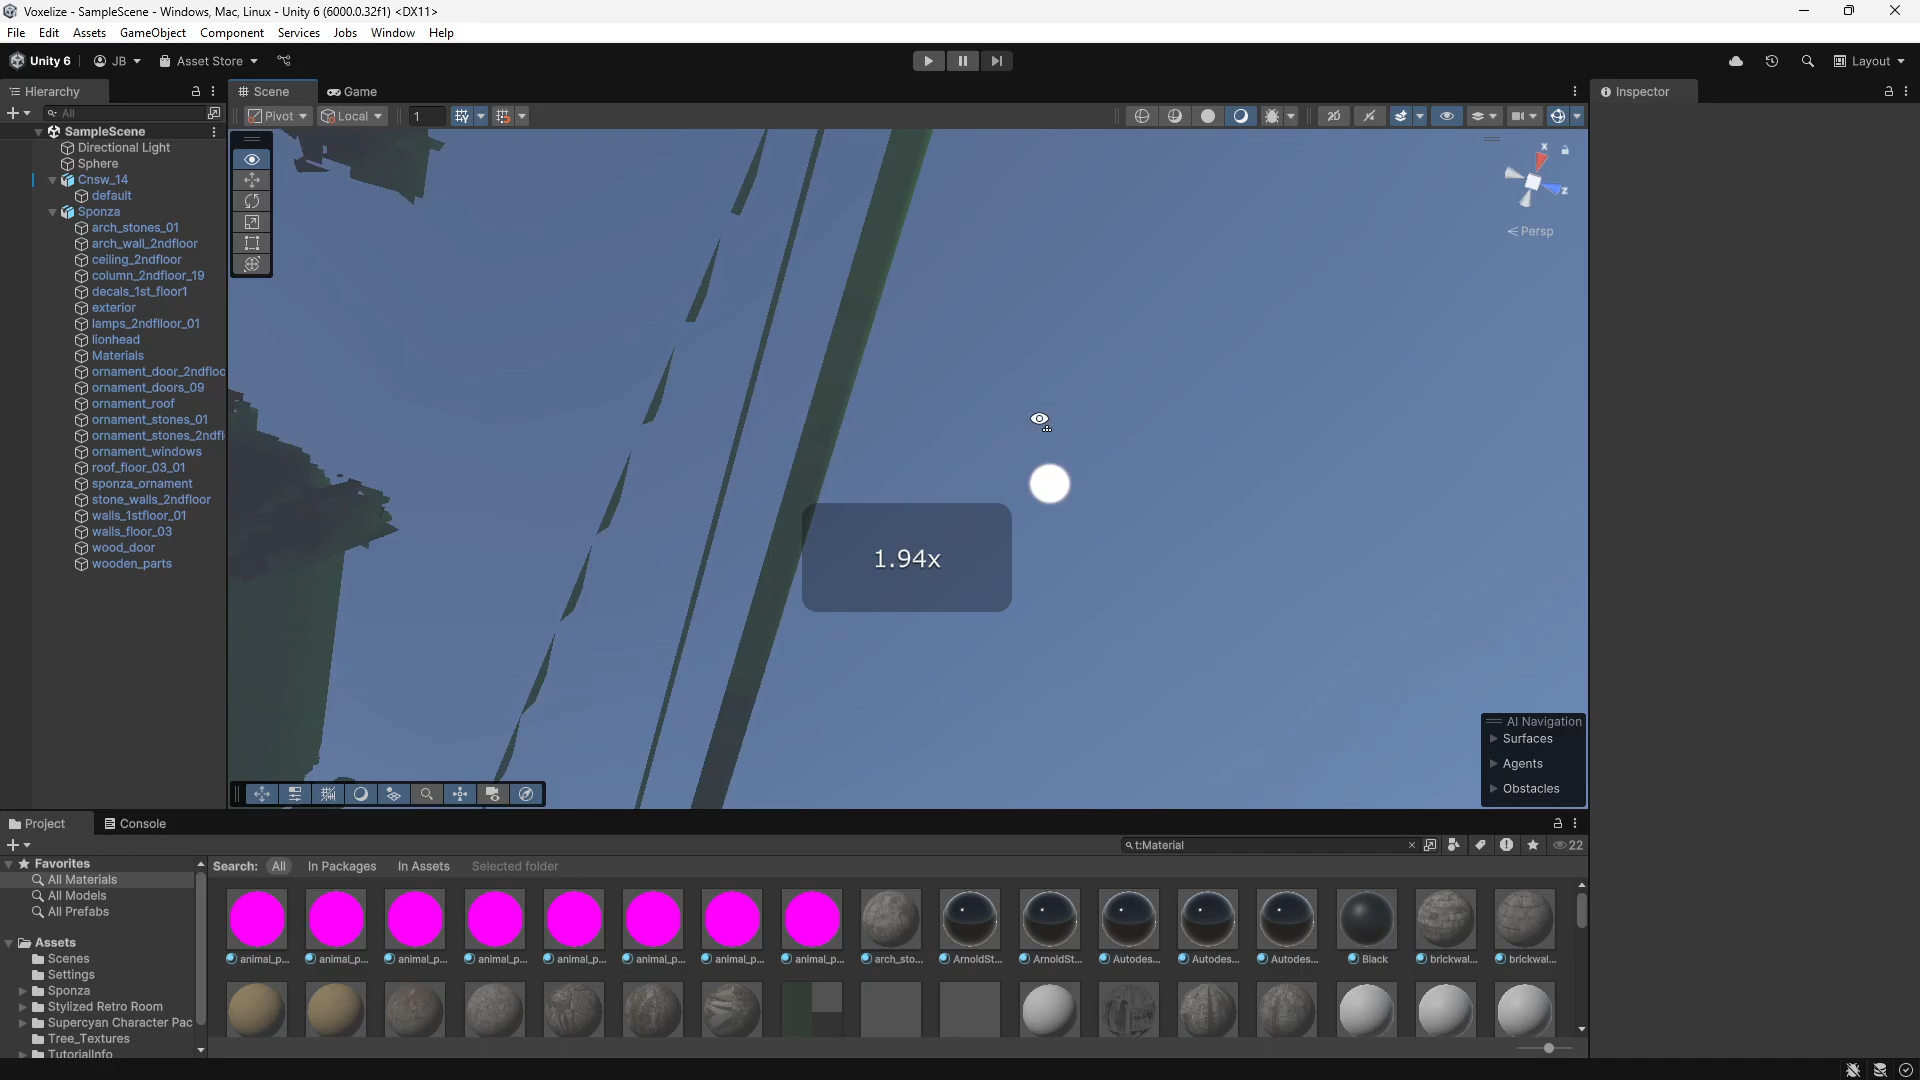 Voxelize - SampleScene - Windows, Mac, Linux - Unity 6 (6000.0.32f1) <DX11>
File Edit Assets GameObject Component Services Jobs Window Help
Unity 6 JB Asset Store Layout
Hierarchy
All
SampleScene
Directional Light
Sphere
Cnsw_14
default
Sponza
arch_stones_01
arch_wall_2ndfloor
ceiling_2ndfloor
column_2ndfloor_19
decals_1st_floor1
exterior
lamps_2ndflloor_01
lionhead
Materials
ornament_door_2ndfloo
ornament_doors_09
ornament_roof
ornament_stones_01
ornament_stones_2ndfl
ornament_windows
roof_floor_03_01
sponza_ornament
stone_walls_2ndfloor
walls_1stfloor_01
walls_floor_03
wood_door
wooden_parts
Scene Game
Pivot Local 1 2D
x
z
< Persp
1.94x
AI Navigation
Surfaces
Agents
Obstacles
Inspector
Project Console
t:Material 22
Favorites
All Materials
All Models
All Prefabs
Assets
Scenes
Settings
Sponza
Stylized Retro Room
Supercyan Character Pac
Tree_Textures
TutorialInfo
Search: All In Packages In Assets Selected folder
animal_p... animal_p... animal_p... animal_p... animal_p... animal_p... animal_p... animal_p... arch_sto... ArnoldSt... ArnoldSt... Autodes... Autodes... Autodes... Black brickwal... brickwal...